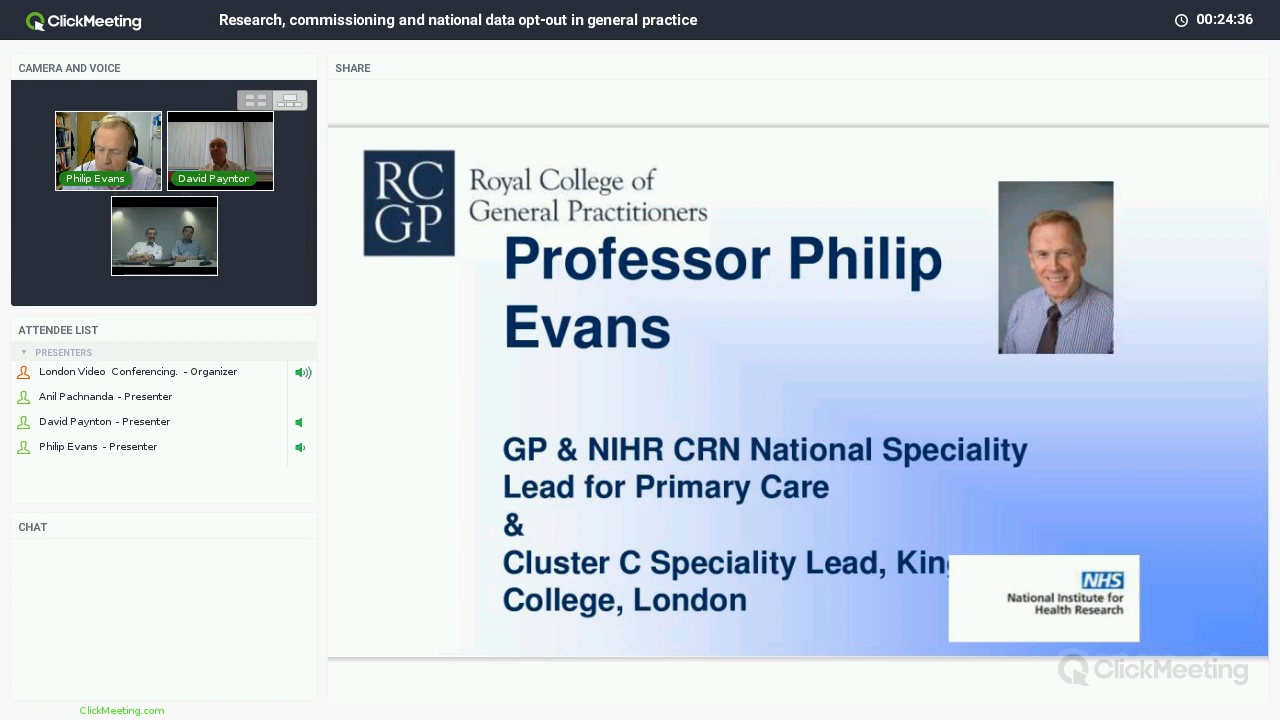 ClickMeeting
Research, commissioning and national data opt-out in general practice
00:24:36
CAMERA AND VOICE
Philip Evans
David Paynton
ATTENDEE LIST
PRESENTERS
London Video Conferencing. - Organizer
Anil Pachnanda - Presenter
David Paynton - Presenter
Philip Evans - Presenter
CHAT
ClickMeeting.com
SHARE
RC
GP
Royal College of
General Practitioners
Professor Philip
Evans
GP & NIHR CRN National Speciality
Lead for Primary Care
&
Cluster C Speciality Lead, King
College, London
NHS
National Institute for
Health Research
ClickMeeting